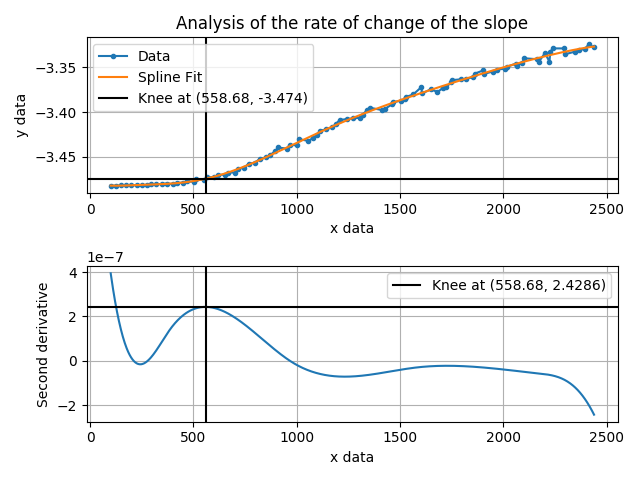 Analysis of the rate of change of the slope
Data
Spline Fit
Knee at (558.68, -3.474)
y data
−3.35
−3.40
−3.45
0 500 1000 1500 2000 2500
x data
1e−7
Knee at (558.68, 2.4286)
Second derivative
4
2
0
−2
0 500 1000 1500 2000 2500
x data